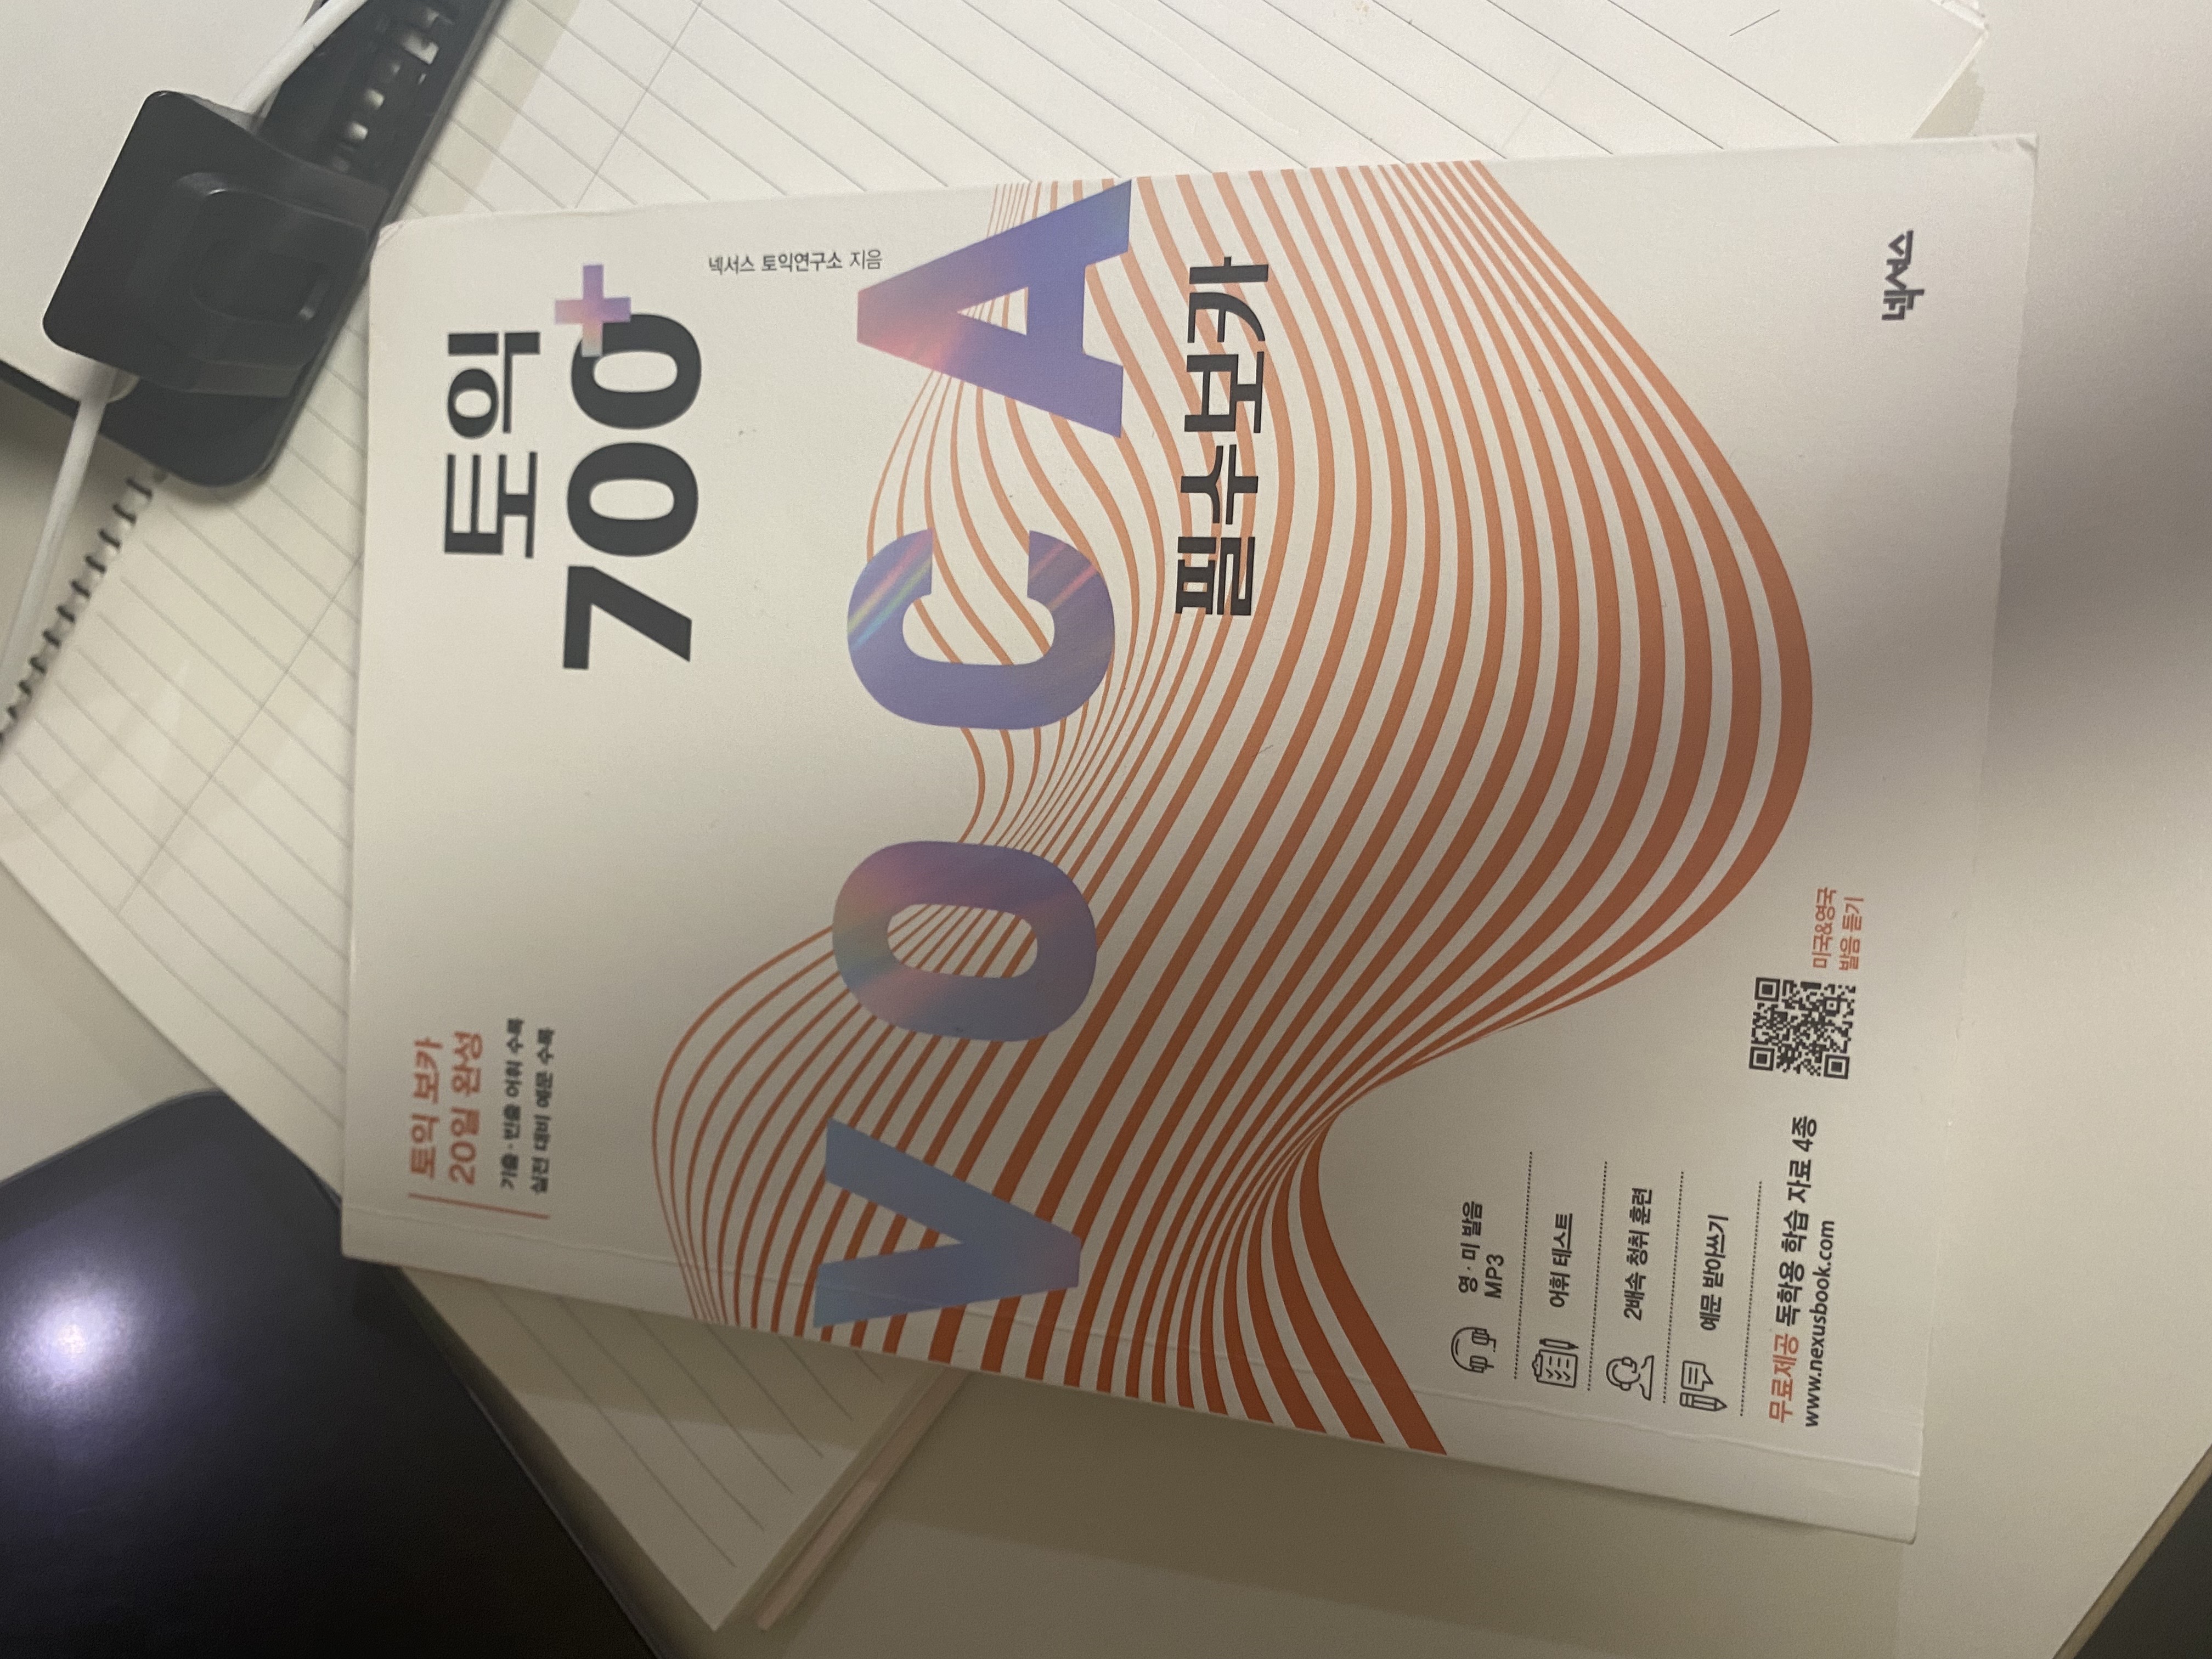 토익 보카
20일 완성
기출·빈출 어휘 수록
실전 대비 예문 수록
토익
700+
넥서스 토익연구소 지음
VOCA
필수보카
영·미 발음
MP3
어휘 테스트
2배속 청취 훈련
예문 받아쓰기
무료제공 독학용 학습 자료 4종
www.nexusbook.com
미국&영국
발음 듣기
넥서스